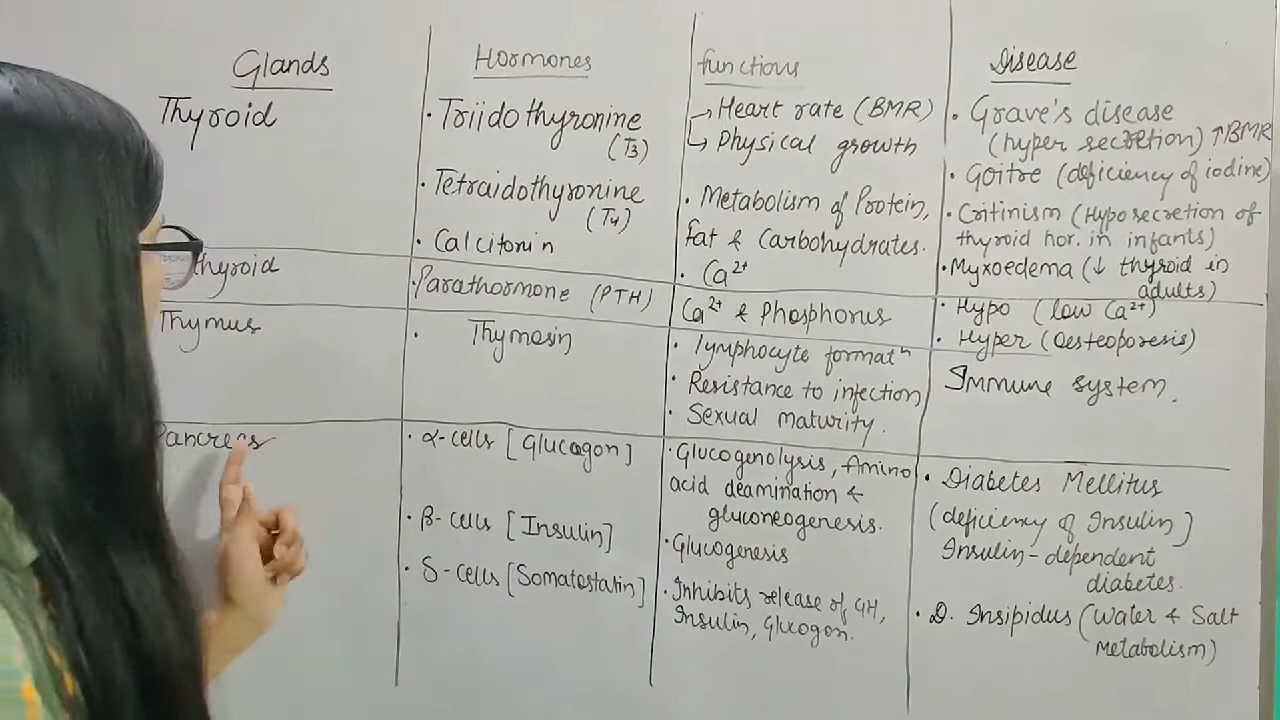 Glands Hormones functions Disease
Thyroid
· Triidothyronine
(T3)
· Tetraidothyronine
(T4)
· Calcitonin
→ Heart rate (BMR)
↳ Physical growth
· Metabolism of Protein,
fat & Carbohydrates.
· Ca²⁺
· Grave's disease
(hyper secretion) ↑BMR
· Goitre (deficiency of iodine)
· Critinism (Hyposecretion of
thyroid hor. in infants)
· Myxoedema (↓ thyroid in
adults)
thyroid
· Parathormone (PTH)
Ca²⁺ & Phosphorus
· Hypo (low Ca²⁺)
· Hyper (Oesteoporesis)
Thymus
· Thymosin
· lymphocyte formatⁿ
· Resistance to infection
· Sexual maturity.
Immune system.
Pancreas
· α-cells [Glucagon]
· β-cells [Insulin]
· δ-cells [Somatostatin]
· Glucogenolysis, Amino
acid deamination &
gluconeogenesis.
· Glucogenesis
· Inhibits release of GH,
Insulin, Glucogon.
· Diabetes Mellitus
(deficiency of Insulin]
Insulin-dependent
diabetes.
· D. Insipidus (Water & Salt
metabolism)